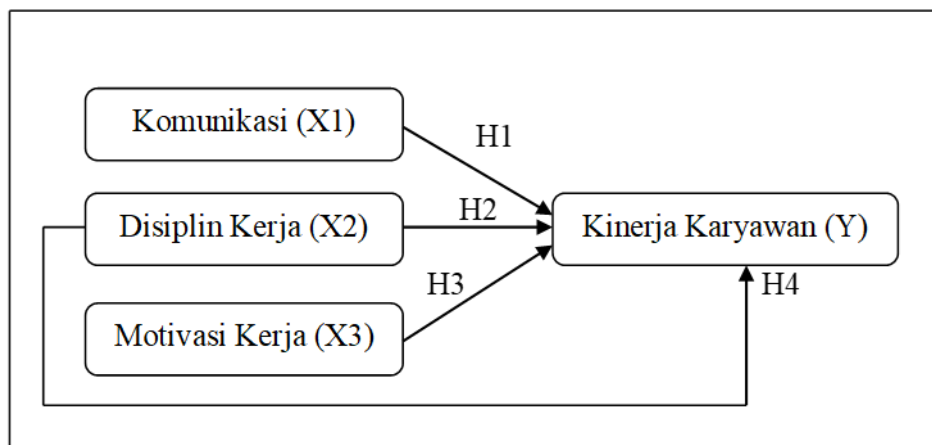 Komunikasi (X1)
H1
Disiplin Kerja (X2)
H2
Kinerja Karyawan (Y)
H3
H4
Motivasi Kerja (X3)